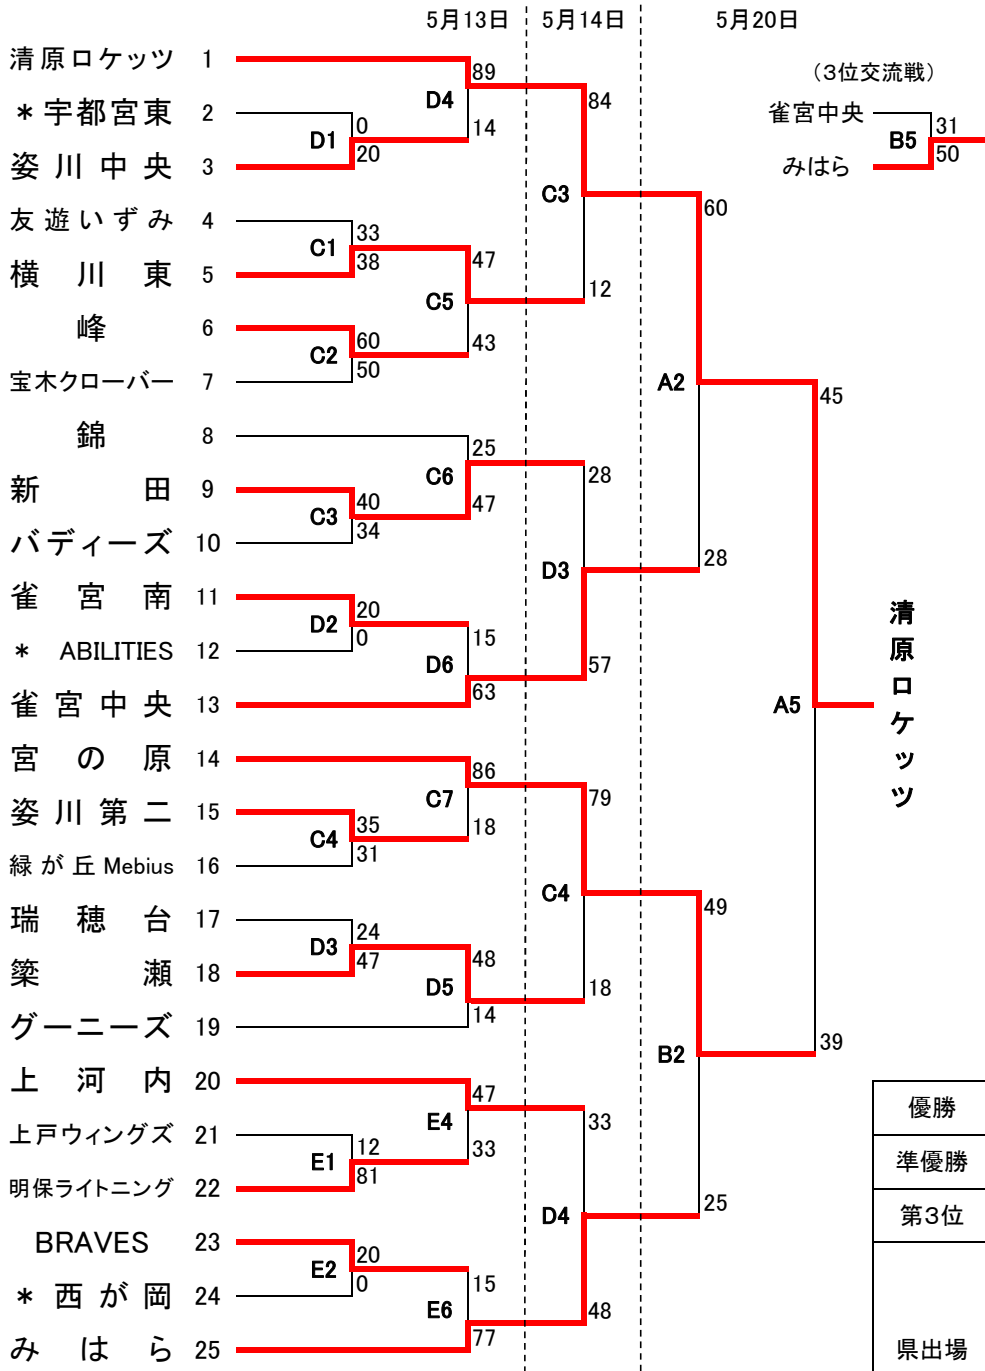 5月13日 5月14日 5月20日
清原ロケッツ 1
89
(3位交流戦)
D4
84
＊宇都宮東 2
雀宮中央
31
0
14
D1
B5
20
50
姿川中央 3
みはら
C3
60
友遊いずみ 4
33
C1
47
38
横川東 5
12
C5
峰 6
60
43
C2
50
宝木クローバー 7
A2
45
錦 8
25
C6
28
新田 9
40
47
C3
34
バディーズ 10
D3
28
雀宮南 11
20
D2
15
0
＊ ABILITIES 12
D6
57
63
雀宮中央 13
A5
清原ロケッツ
宮の原 14
86
C7
79
姿川第二 15
35
18
C4
31
緑が丘Mebius 16
C4
49
瑞穂台 17
24
D3
48
47
簗瀬 18
D5
18
14
グーニーズ 19
39
B2
上河内 20
47
優勝
E4
33
上戸ウィングズ 21
12
33
準優勝
E1
81
明保ライトニング 22
D4
25
第3位
BRAVES 23
20
E2
15
0
＊西が岡 24
E6
48
77
みはら 25
県出場